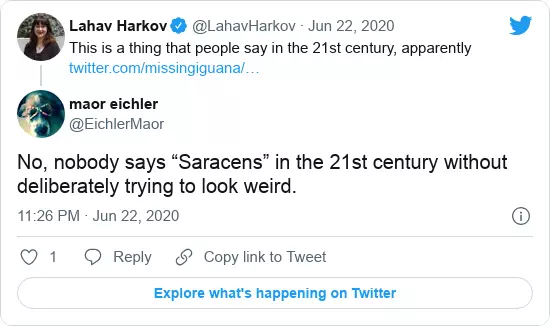 Lahav Harkov @LahavHarkov · Jun 22, 2020
This is a thing that people say in the 21st century, apparently
twitter.com/missingiguana/…
maor eichler
@EichlerMaor
No, nobody says “Saracens” in the 21st century without
deliberately trying to look weird.
11:26 PM · Jun 22, 2020
1 Reply Copy link to Tweet
Explore what's happening on Twitter